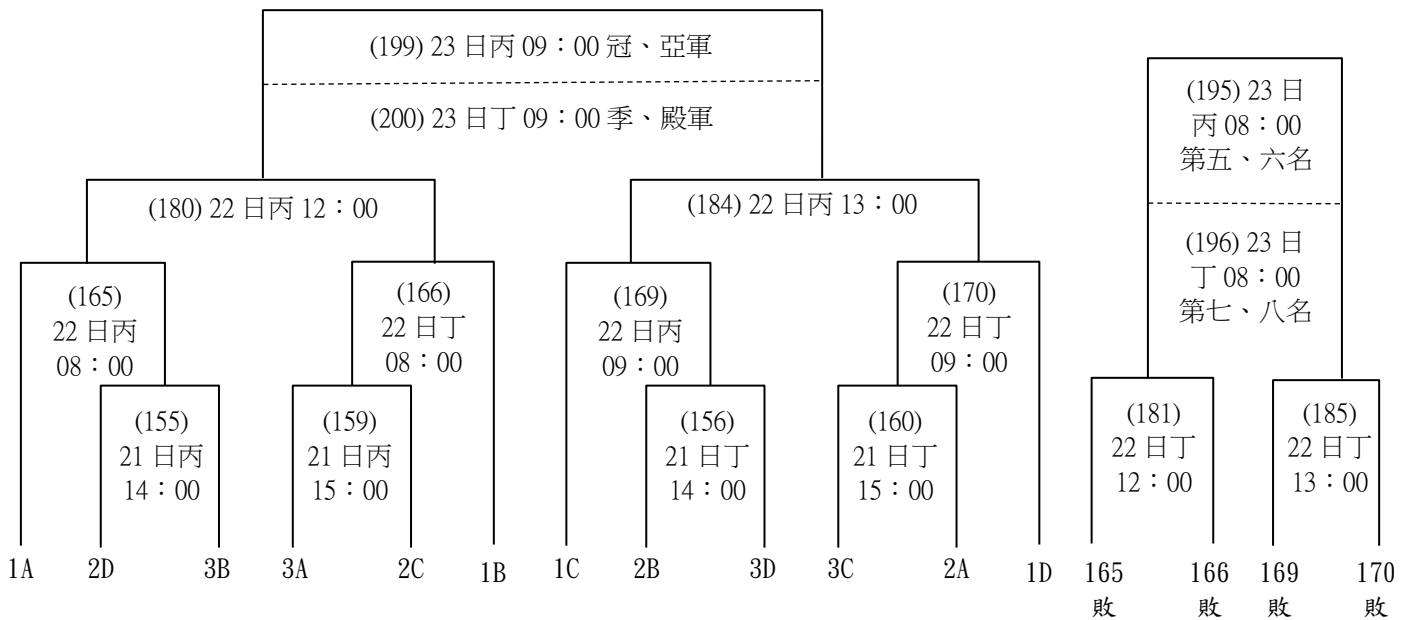 (199) 23 日丙 09：00 冠、亞軍
(200) 23 日丁 09：00 季、殿軍
(195) 23 日
丙 08：00
第五、六名
(180) 22 日丙 12：00
(184) 22 日丙 13：00
(196) 23 日
丁 08：00
第七、八名
(165)
22 日丙
08：00
(166)
22 日丁
08：00
(169)
22 日丙
09：00
(170)
22 日丁
09：00
(155)
21 日丙
14：00
(159)
21 日丙
15：00
(156)
21 日丁
14：00
(160)
21 日丁
15：00
(181)
22 日丁
12：00
(185)
22 日丁
13：00
1A 2D 3B 3A 2C 1B 1C 2B 3D 3C 2A 1D 165 166 169 170
敗 敗 敗 敗